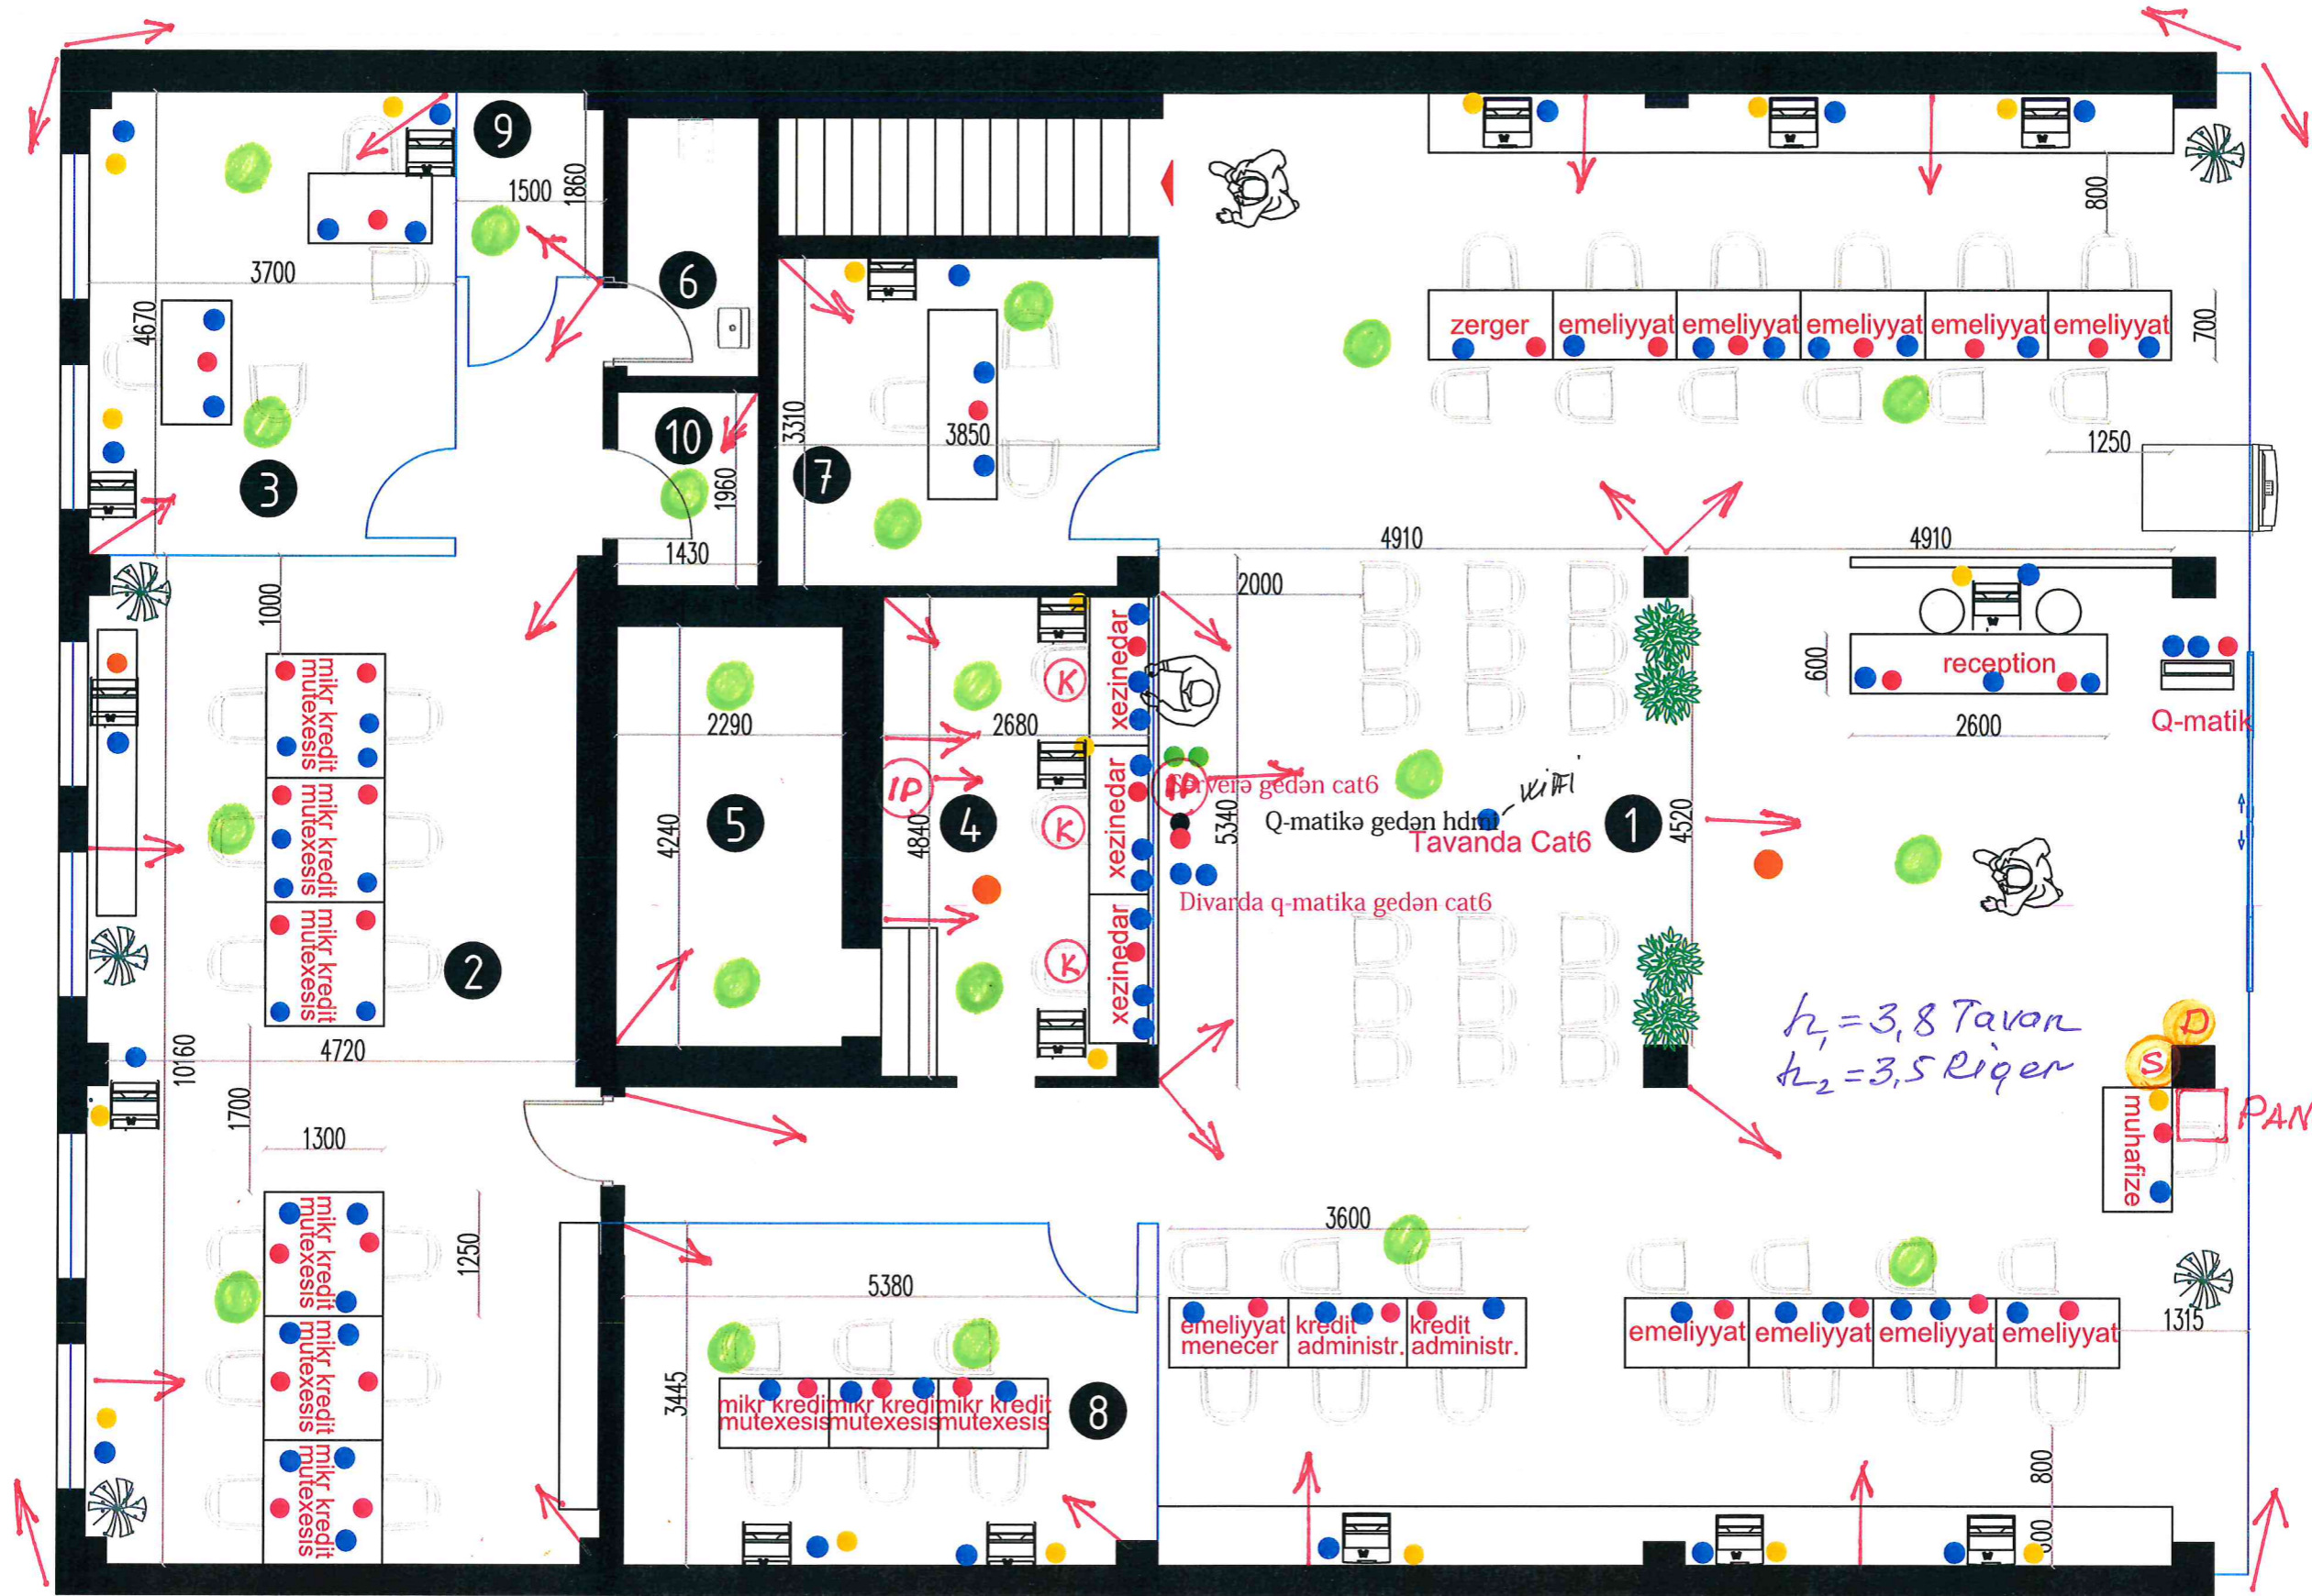 9
1500
1860
3700
4670
6
800
zerger
emeliyyat
emeliyyat
emeliyyat
emeliyyat
emeliyyat
700
3
10
1960
1430
3310
3850
7
1250
4910
4910
1000
2000
600
reception
2600
Q-matik
mikr kredit
mutexesis
mikr kredit
mutexesis
mikr kredit
mutexesis
2
4720
10160
1700
1300
1250
2290
5
4240
2680
IP
4840
4
K
K
K
xezinedar
xezinedar
xezinedar
IP
Serverə gedən cat6
Q-matikə gedən hdmi
wifi
Tavanda Cat6
Divarda q-matika gedən cat6
5340
1
4520
h1=3,8 Tavan
h2=3,5 Riger
D
S
PAN
muhafize
1315
mikr kredit
mutexesis
mikr kredit
mutexesis
mikr kredit
mutexesis
5380
3445
mikr kredit
mutexesis
mikr kredit
mutexesis
mikr kredit
mutexesis
8
3600
emeliyyat
menecer
kredit
administr.
kredit
administr.
emeliyyat
emeliyyat
emeliyyat
emeliyyat
800